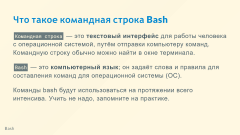 Что такое командная строка Bash
Командная строка — это текстовый интерфейс для работы человека
с операционной системой, путём отправки компьютеру команд.
Командную строку обычно можно найти в окне терминала.
Bash — это компьютерный язык; он задаёт слова и правила для
составления команд для операционной системы (ОС).
Команды bash будут использоваться на протяжении всего
интенсива. Учить не надо, запомните на практике.
Bash